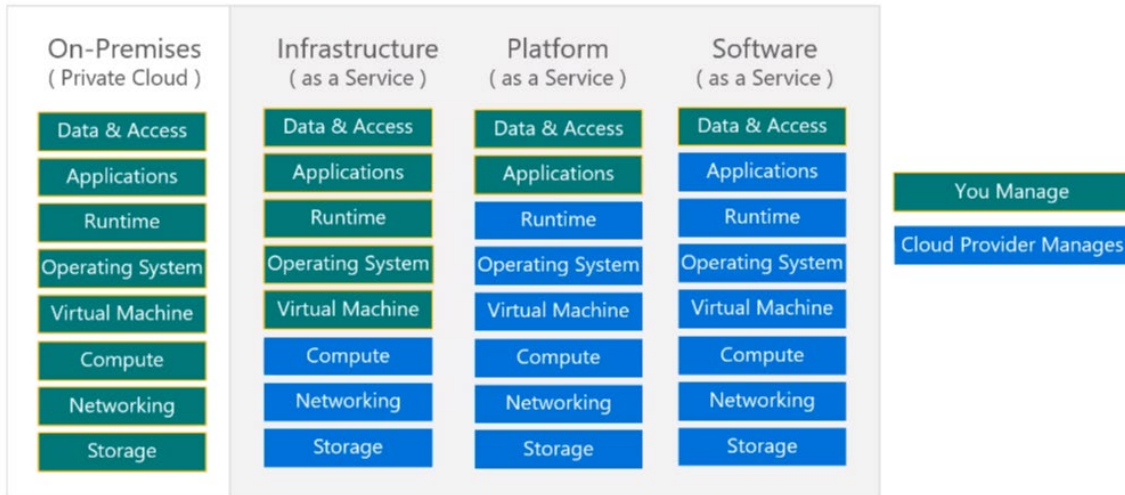 On-Premises
( Private Cloud )
Data & Access
Applications
Runtime
Operating System
Virtual Machine
Compute
Networking
Storage
Infrastructure
( as a Service )
Data & Access
Applications
Runtime
Operating System
Virtual Machine
Compute
Networking
Storage
Platform
( as a Service )
Data & Access
Applications
Runtime
Operating System
Virtual Machine
Compute
Networking
Storage
Software
( as a Service )
Data & Access
Applications
Runtime
Operating System
Virtual Machine
Compute
Networking
Storage
You Manage
Cloud Provider Manages